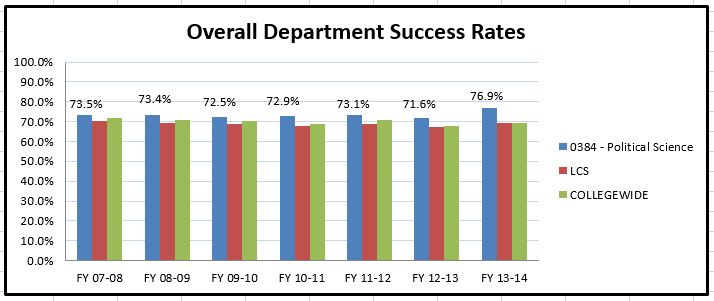 Overall Department Success Rates
100.0%
90.0%
80.0%
70.0%
60.0%
50.0%
40.0%
30.0%
20.0%
10.0%
0.0%
73.5%
73.4%
72.5%
72.9%
73.1%
71.6%
76.9%
FY 07-08
FY 08-09
FY 09-10
FY 10-11
FY 11-12
FY 12-13
FY 13-14
0384 - Political Science
LCS
COLLEGEWIDE